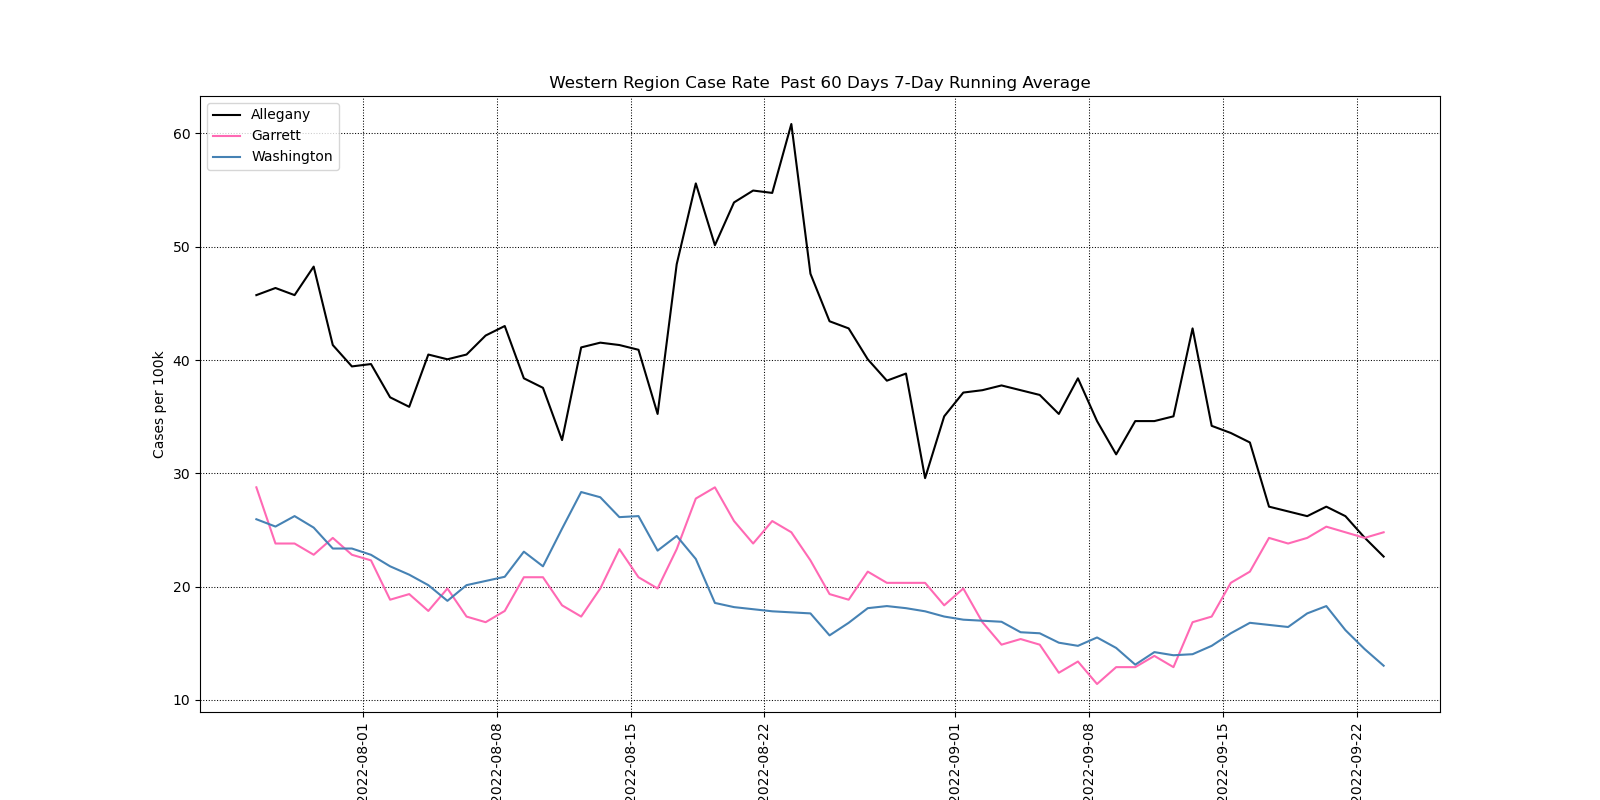 Western Region Case Rate  Past 60 Days 7-Day Running Average
Allegany
Garrett
Washington
60
50
40
30
20
10
Cases per 100k
2022-08-01
2022-08-08
2022-08-15
2022-08-22
2022-09-01
2022-09-08
2022-09-15
2022-09-22